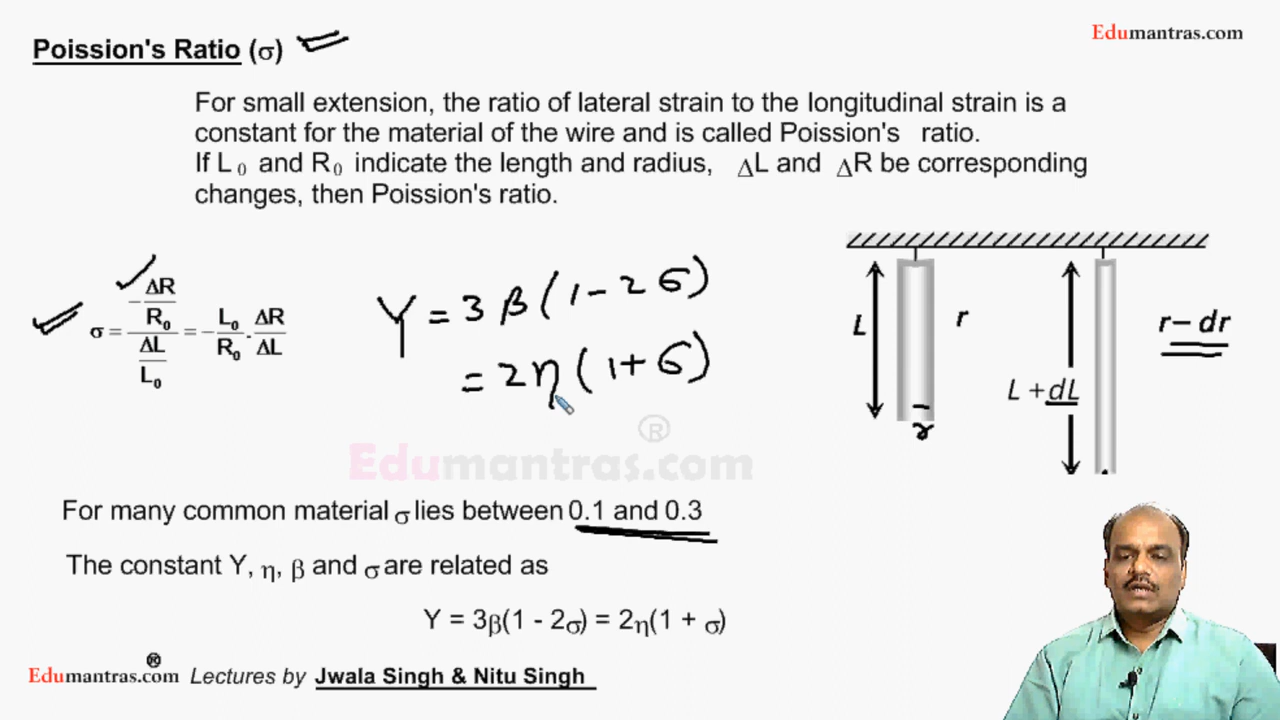 Poission's Ratio (σ)
Edumantras.com
For small extension, the ratio of lateral strain to the longitudinal strain is a
constant for the material of the wire and is called Poission's ratio.
If L₀ and R₀ indicate the length and radius, ΔL and ΔR be corresponding
changes, then Poission's ratio.
σ = (-ΔR/R₀)/(ΔL/L₀) = -L₀/R₀ · ΔR/ΔL
Y = 3β(1-2σ)
= 2η(1+σ)
L
r
r
L + dL
r - dr
Edumantras.com ®
For many common material σ lies between 0.1 and 0.3
The constant Y, η, β and σ are related as
Y = 3β(1 - 2σ) = 2η(1 + σ)
Edumantras.com ® Lectures by Jwala Singh & Nitu Singh